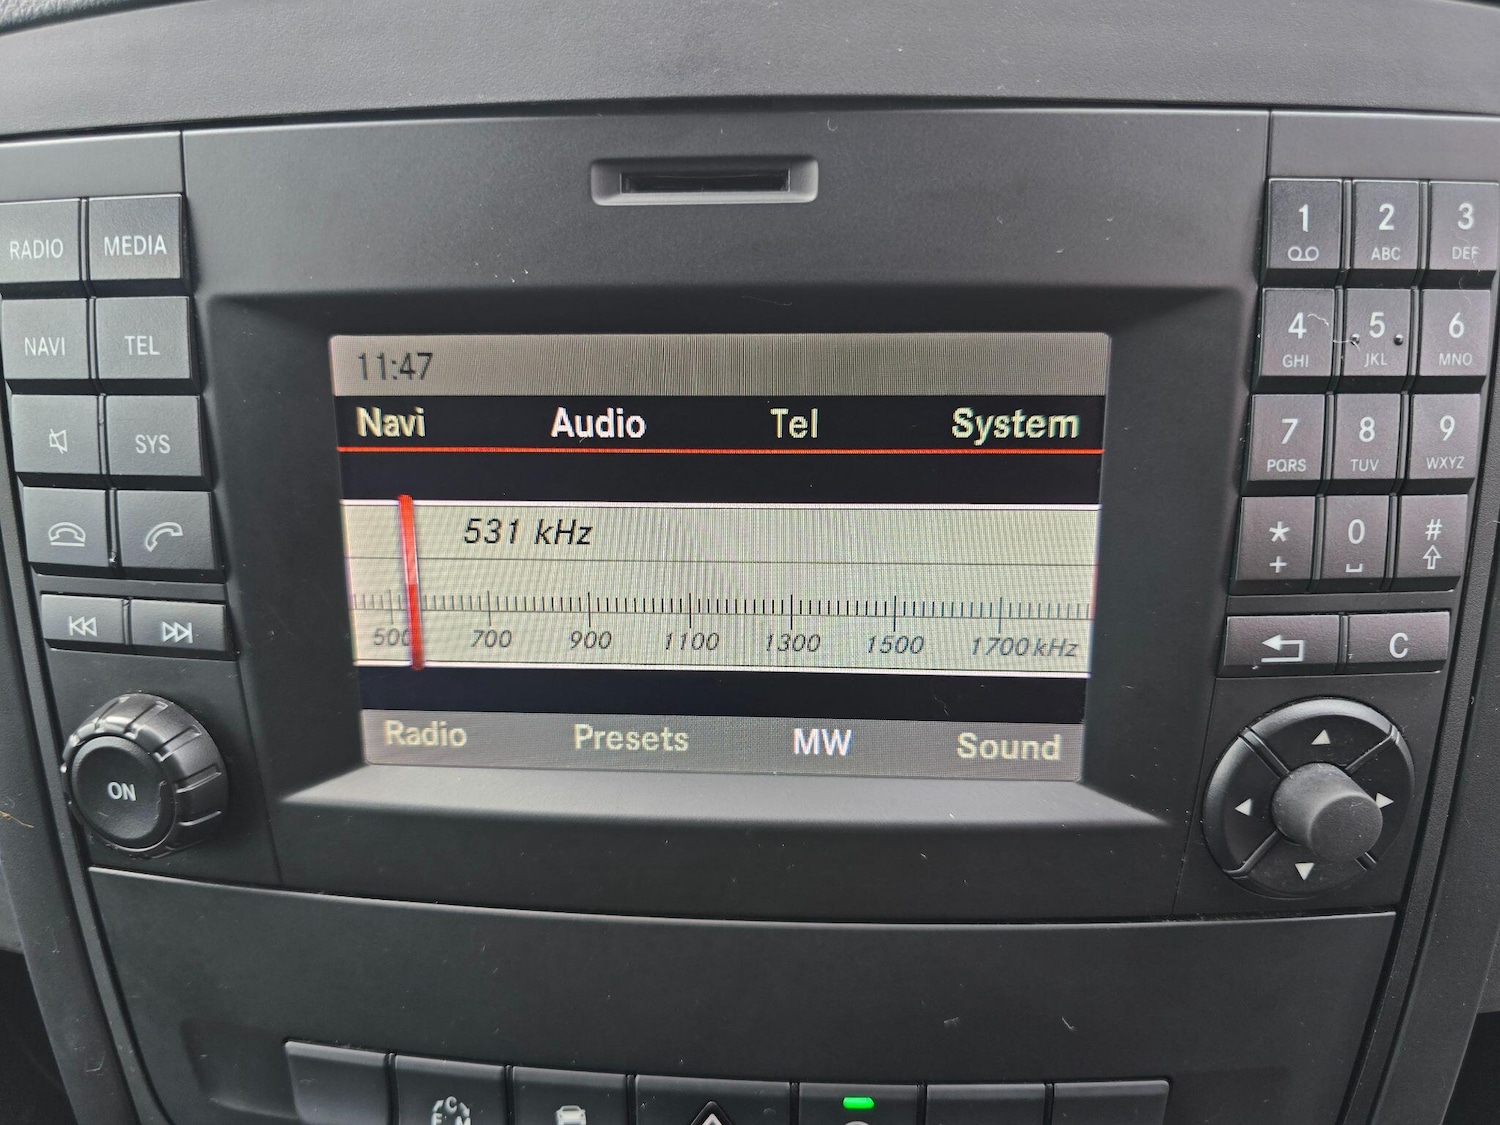 RADIO MEDIA
NAVI TEL
SYS
ON
11:47
Navi Audio Tel System
531 kHz
500 700 900 1100 1300 1500 1700 kHz
Radio Presets MW Sound
1 2 3
ABC DEF
4 5 6
GHI JKL MNO
7 8 9
PQRS TUV WXYZ
* 0 #
+
C